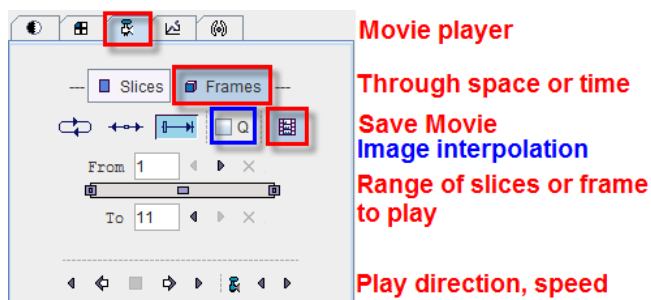 Movie player
Slices Frames
Through space or time
Q
Save Movie
Image interpolation
From 1
Range of slices or frame
to play
To 11
Play direction, speed